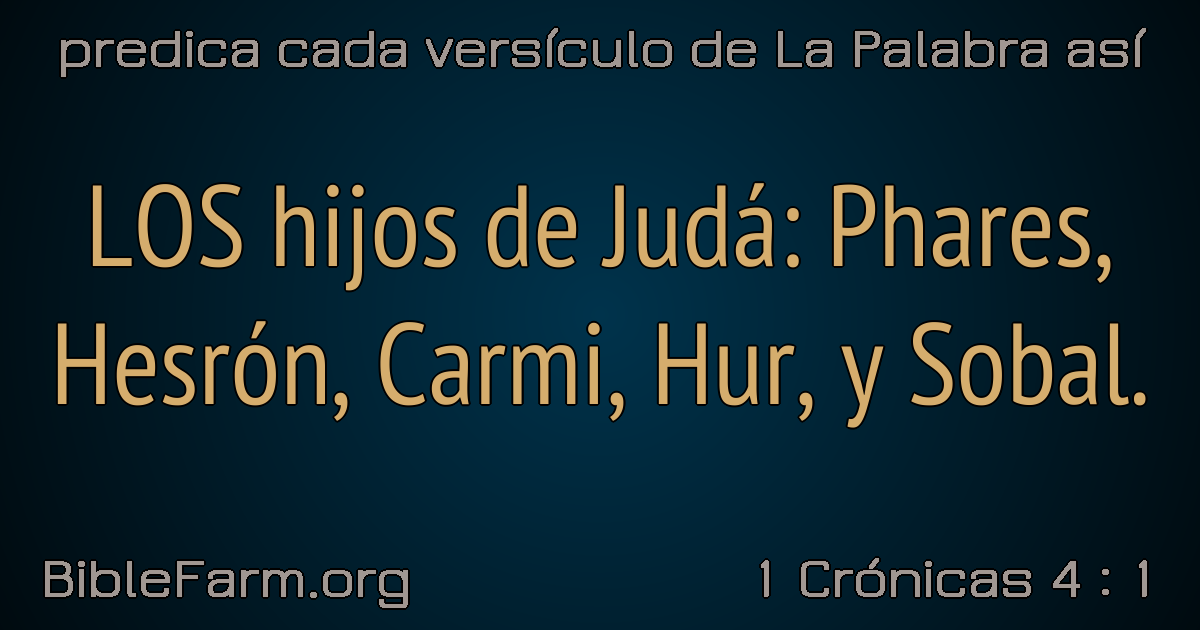 predica cada versículo de La Palabra así
LOS hijos de Judá: Phares,
Hesrón, Carmi, Hur, y Sobal.
BibleFarm.org
1 Crónicas 4 : 1